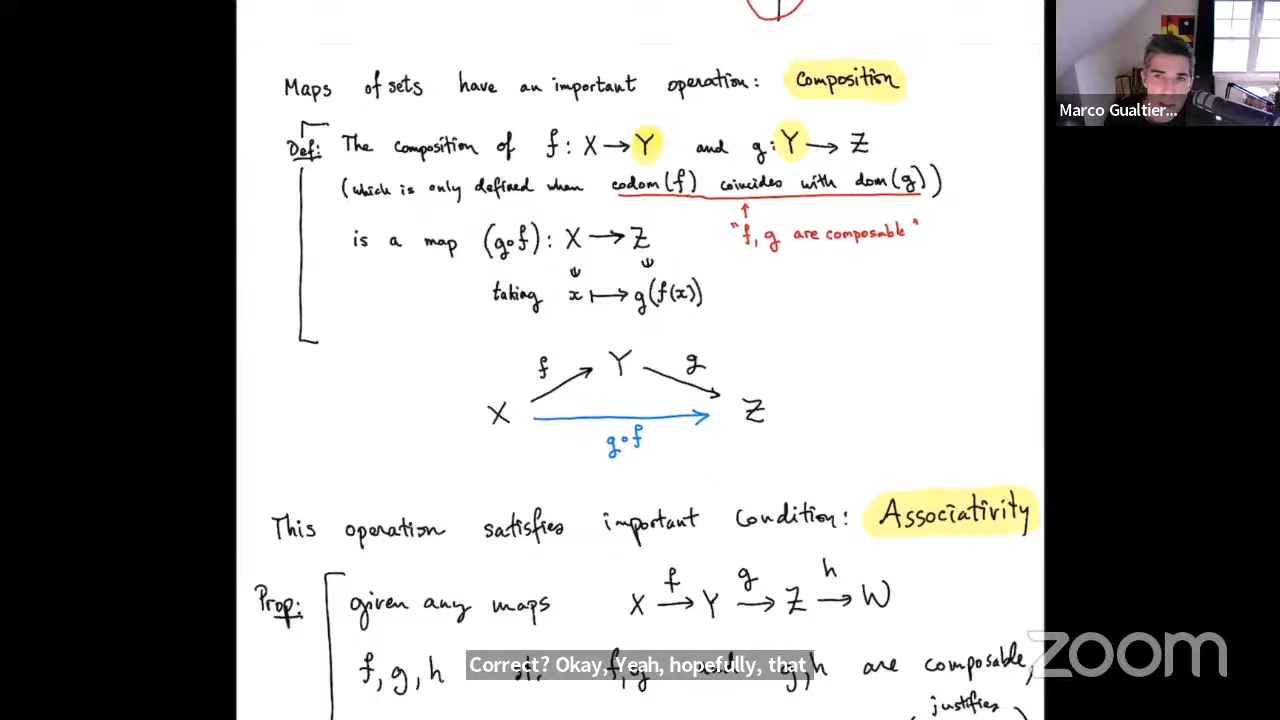 Maps of sets have an important operation: Composition
Marco Gualtier...
Def: The composition of f: X → Y and g: Y → Z
(which is only defined when codom(f) coincides with dom(g))
"f, g are composable"
is a map (g∘f): X → Z
taking x ↦ g(f(x))
f Y g
X Z
g∘f
This operation satisfies important condition: Associativity
f g h
Prop: given any maps X → Y → Z → W
f, g, h f,g g,h are composable,
Correct? Okay, Yeah, hopefully, that
zoom
justifies